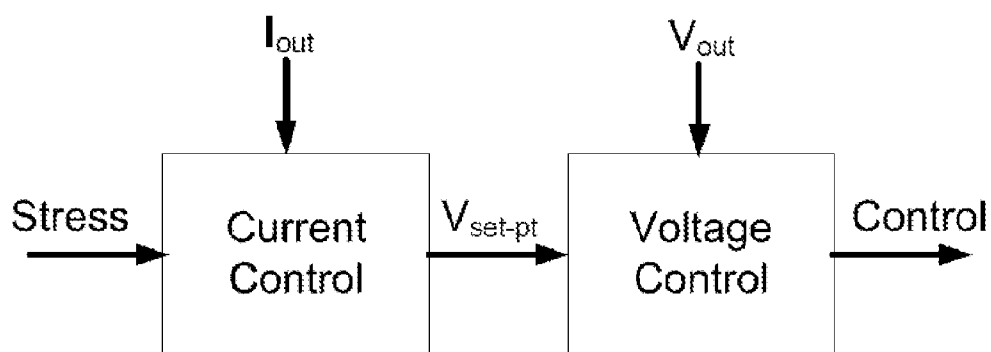 I_out
V_out
Stress
Current
Control
V_set-pt
Voltage
Control
Control